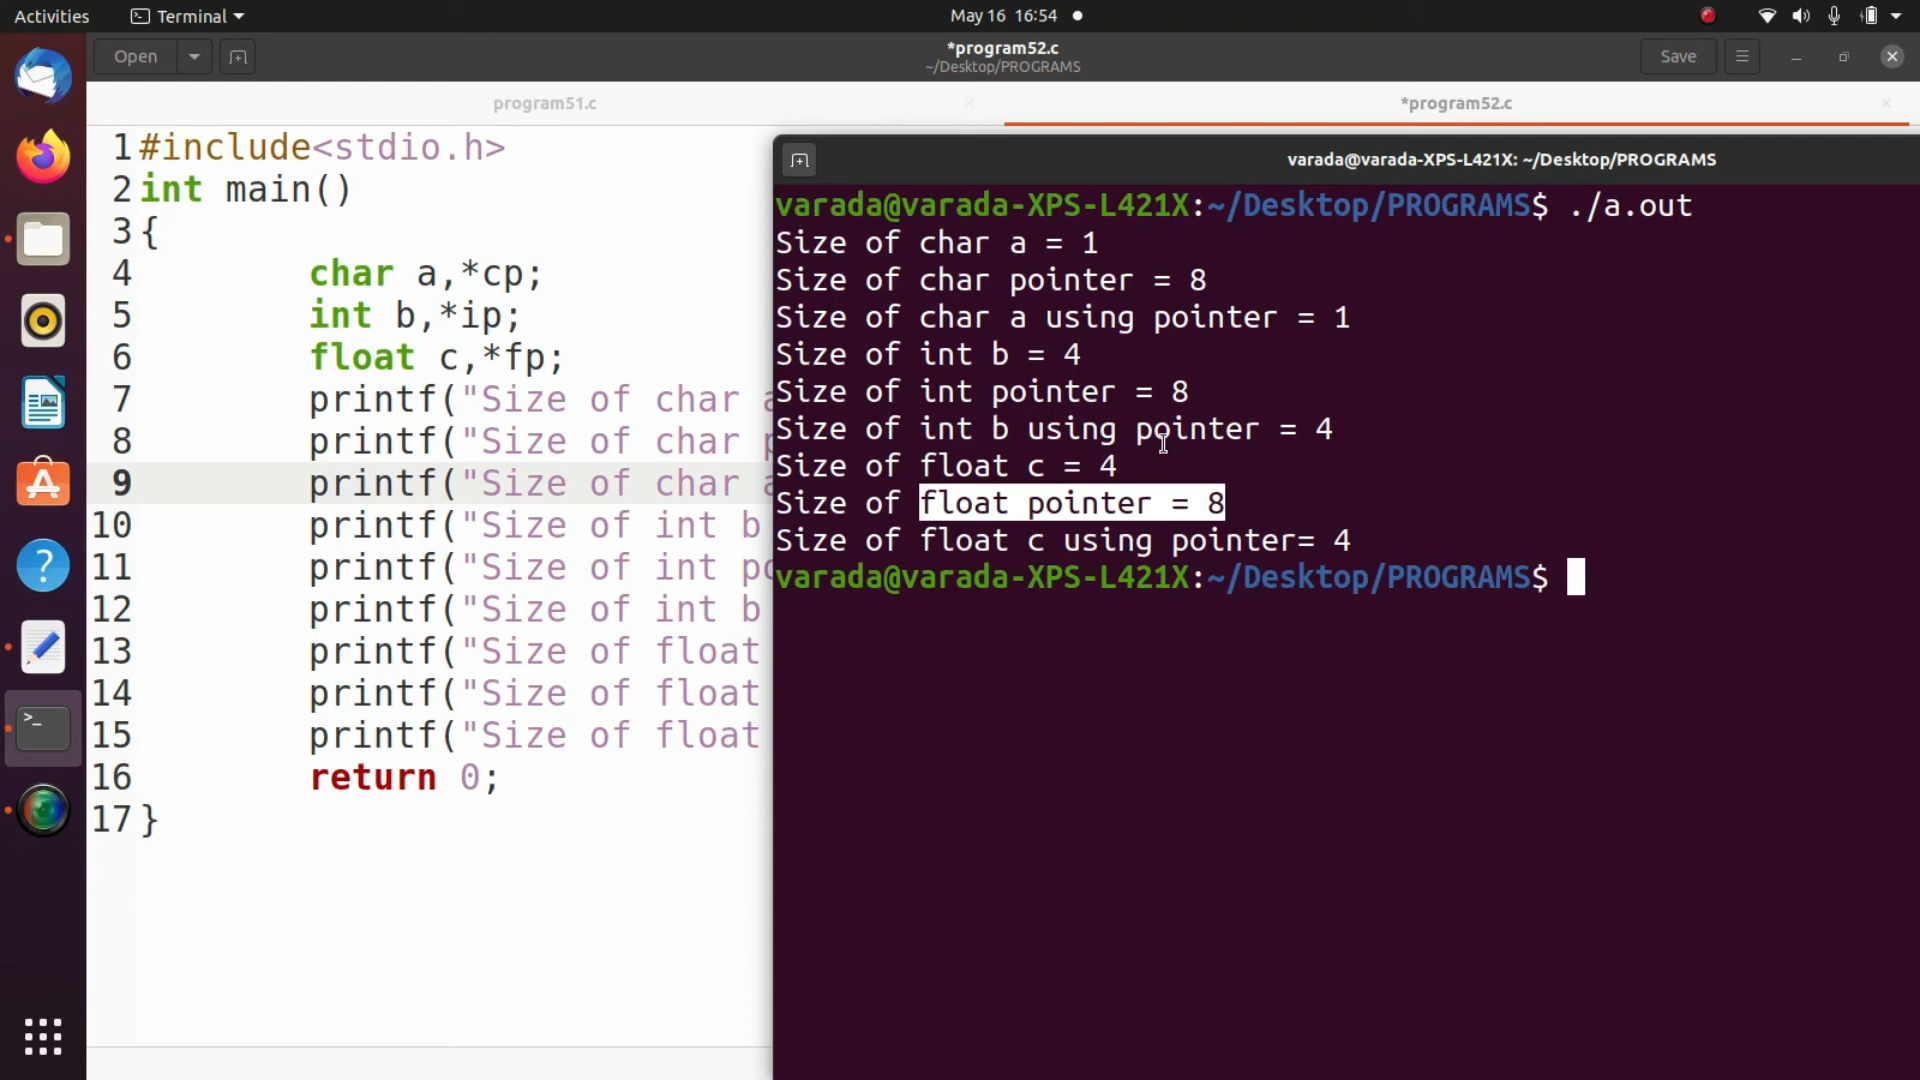 Activities Terminal May 16 16:54
Open *program52.c Save
~/Desktop/PROGRAMS
program51.c *program52.c
1 #include<stdio.h>
2 int main()
3 {
4 char a,*cp;
5 int b,*ip;
6 float c,*fp;
7 printf("Size of char a
8 printf("Size of char p
9 printf("Size of char a
10 printf("Size of int b
11 printf("Size of int po
12 printf("Size of int b
13 printf("Size of float
14 printf("Size of float
15 printf("Size of float
16 return 0;
17 }
varada@varada-XPS-L421X: ~/Desktop/PROGRAMS
varada@varada-XPS-L421X:~/Desktop/PROGRAMS$ ./a.out
Size of char a = 1
Size of char pointer = 8
Size of char a using pointer = 1
Size of int b = 4
Size of int pointer = 8
Size of int b using pointer = 4
Size of float c = 4
Size of float pointer = 8
Size of float c using pointer= 4
varada@varada-XPS-L421X:~/Desktop/PROGRAMS$